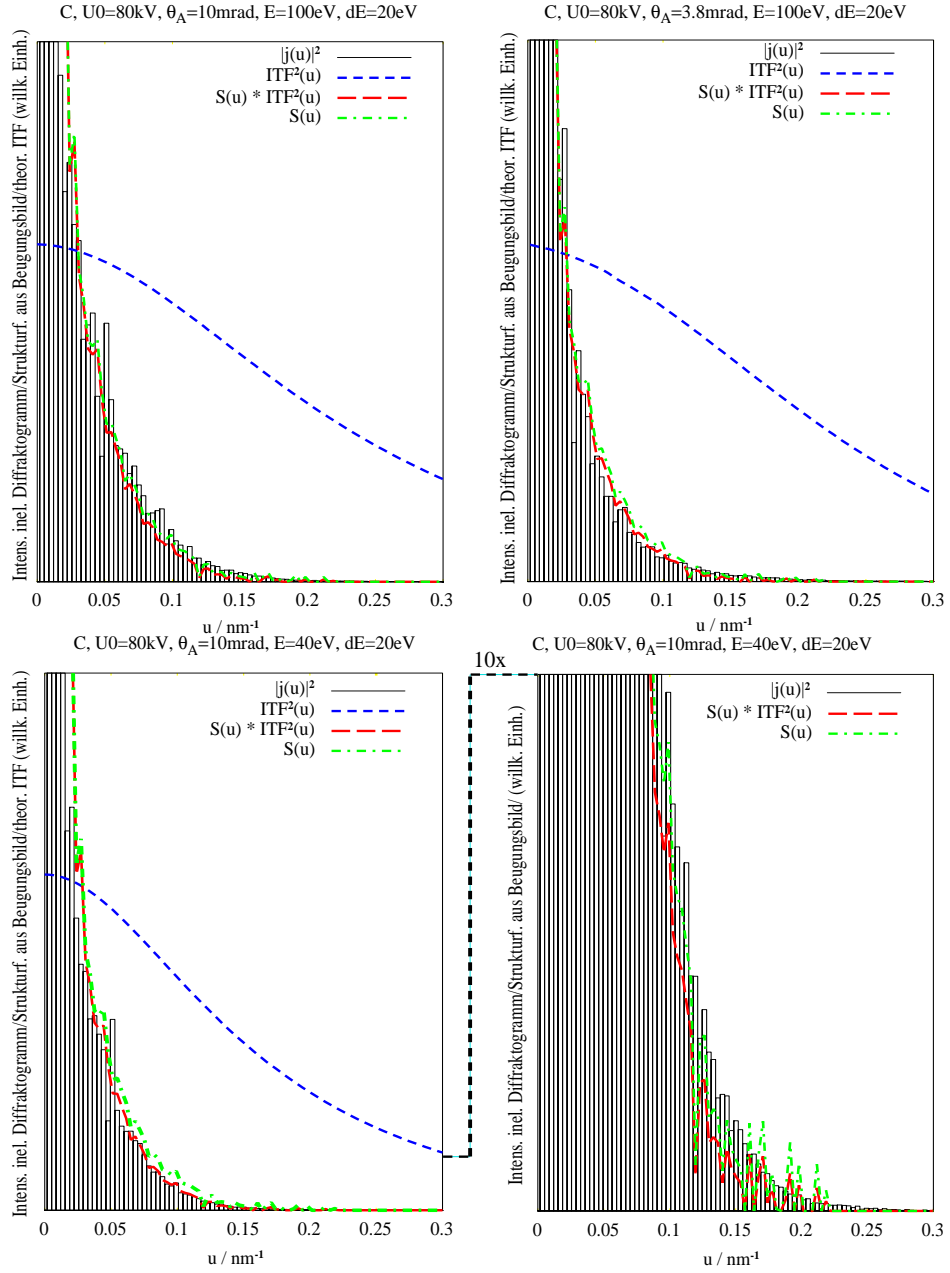 C, U0=80kV, θA=10mrad, E=100eV, dE=20eV
Intens. inel. Diffraktogramm/Strukturf. aus Beugungsbild/theor. ITF (willk. Einh.)
|j(u)|²
ITF²(u)
S(u) * ITF²(u)
S(u)
0 0.05 0.1 0.15 0.2 0.25 0.3
u / nm⁻¹
C, U0=80kV, θA=3.8mrad, E=100eV, dE=20eV
Intens. inel. Diffraktogramm/Strukturf. aus Beugungsbild/theor. ITF (willk. Einh.)
|j(u)|²
ITF²(u)
S(u) * ITF²(u)
S(u)
0 0.05 0.1 0.15 0.2 0.25 0.3
u / nm⁻¹
C, U0=80kV, θA=10mrad, E=40eV, dE=20eV
Intens. inel. Diffraktogramm/Strukturf. aus Beugungsbild/theor. ITF (willk. Einh.)
|j(u)|²
ITF²(u)
S(u) * ITF²(u)
S(u)
0 0.05 0.1 0.15 0.2 0.25 0.3
u / nm⁻¹
10x
C, U0=80kV, θA=10mrad, E=40eV, dE=20eV
Intens. inel. Diffraktogramm/Strukturf. aus Beugungsbild/ (willk. Einh.)
|j(u)|²
S(u) * ITF²(u)
S(u)
0 0.05 0.1 0.15 0.2 0.25 0.3
u / nm⁻¹